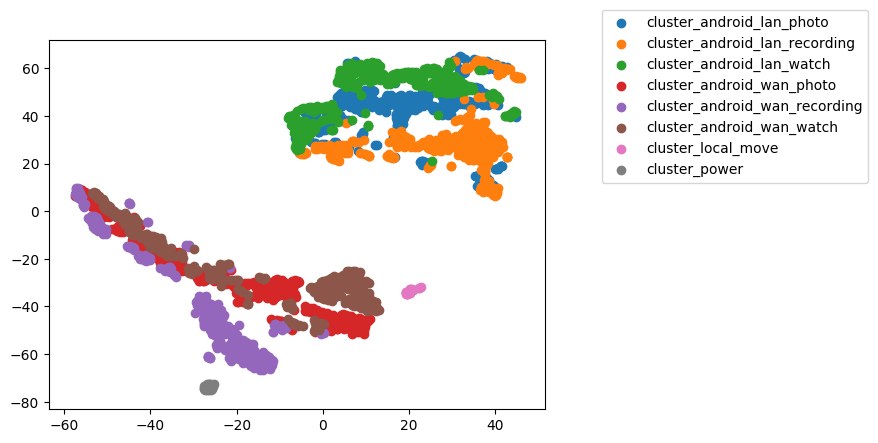 cluster_android_lan_photo
cluster_android_lan_recording
cluster_android_lan_watch
cluster_android_wan_photo
cluster_android_wan_recording
cluster_android_wan_watch
cluster_local_move
cluster_power
60
40
20
0
−20
−40
−60
−80
−60 −40 −20 0 20 40